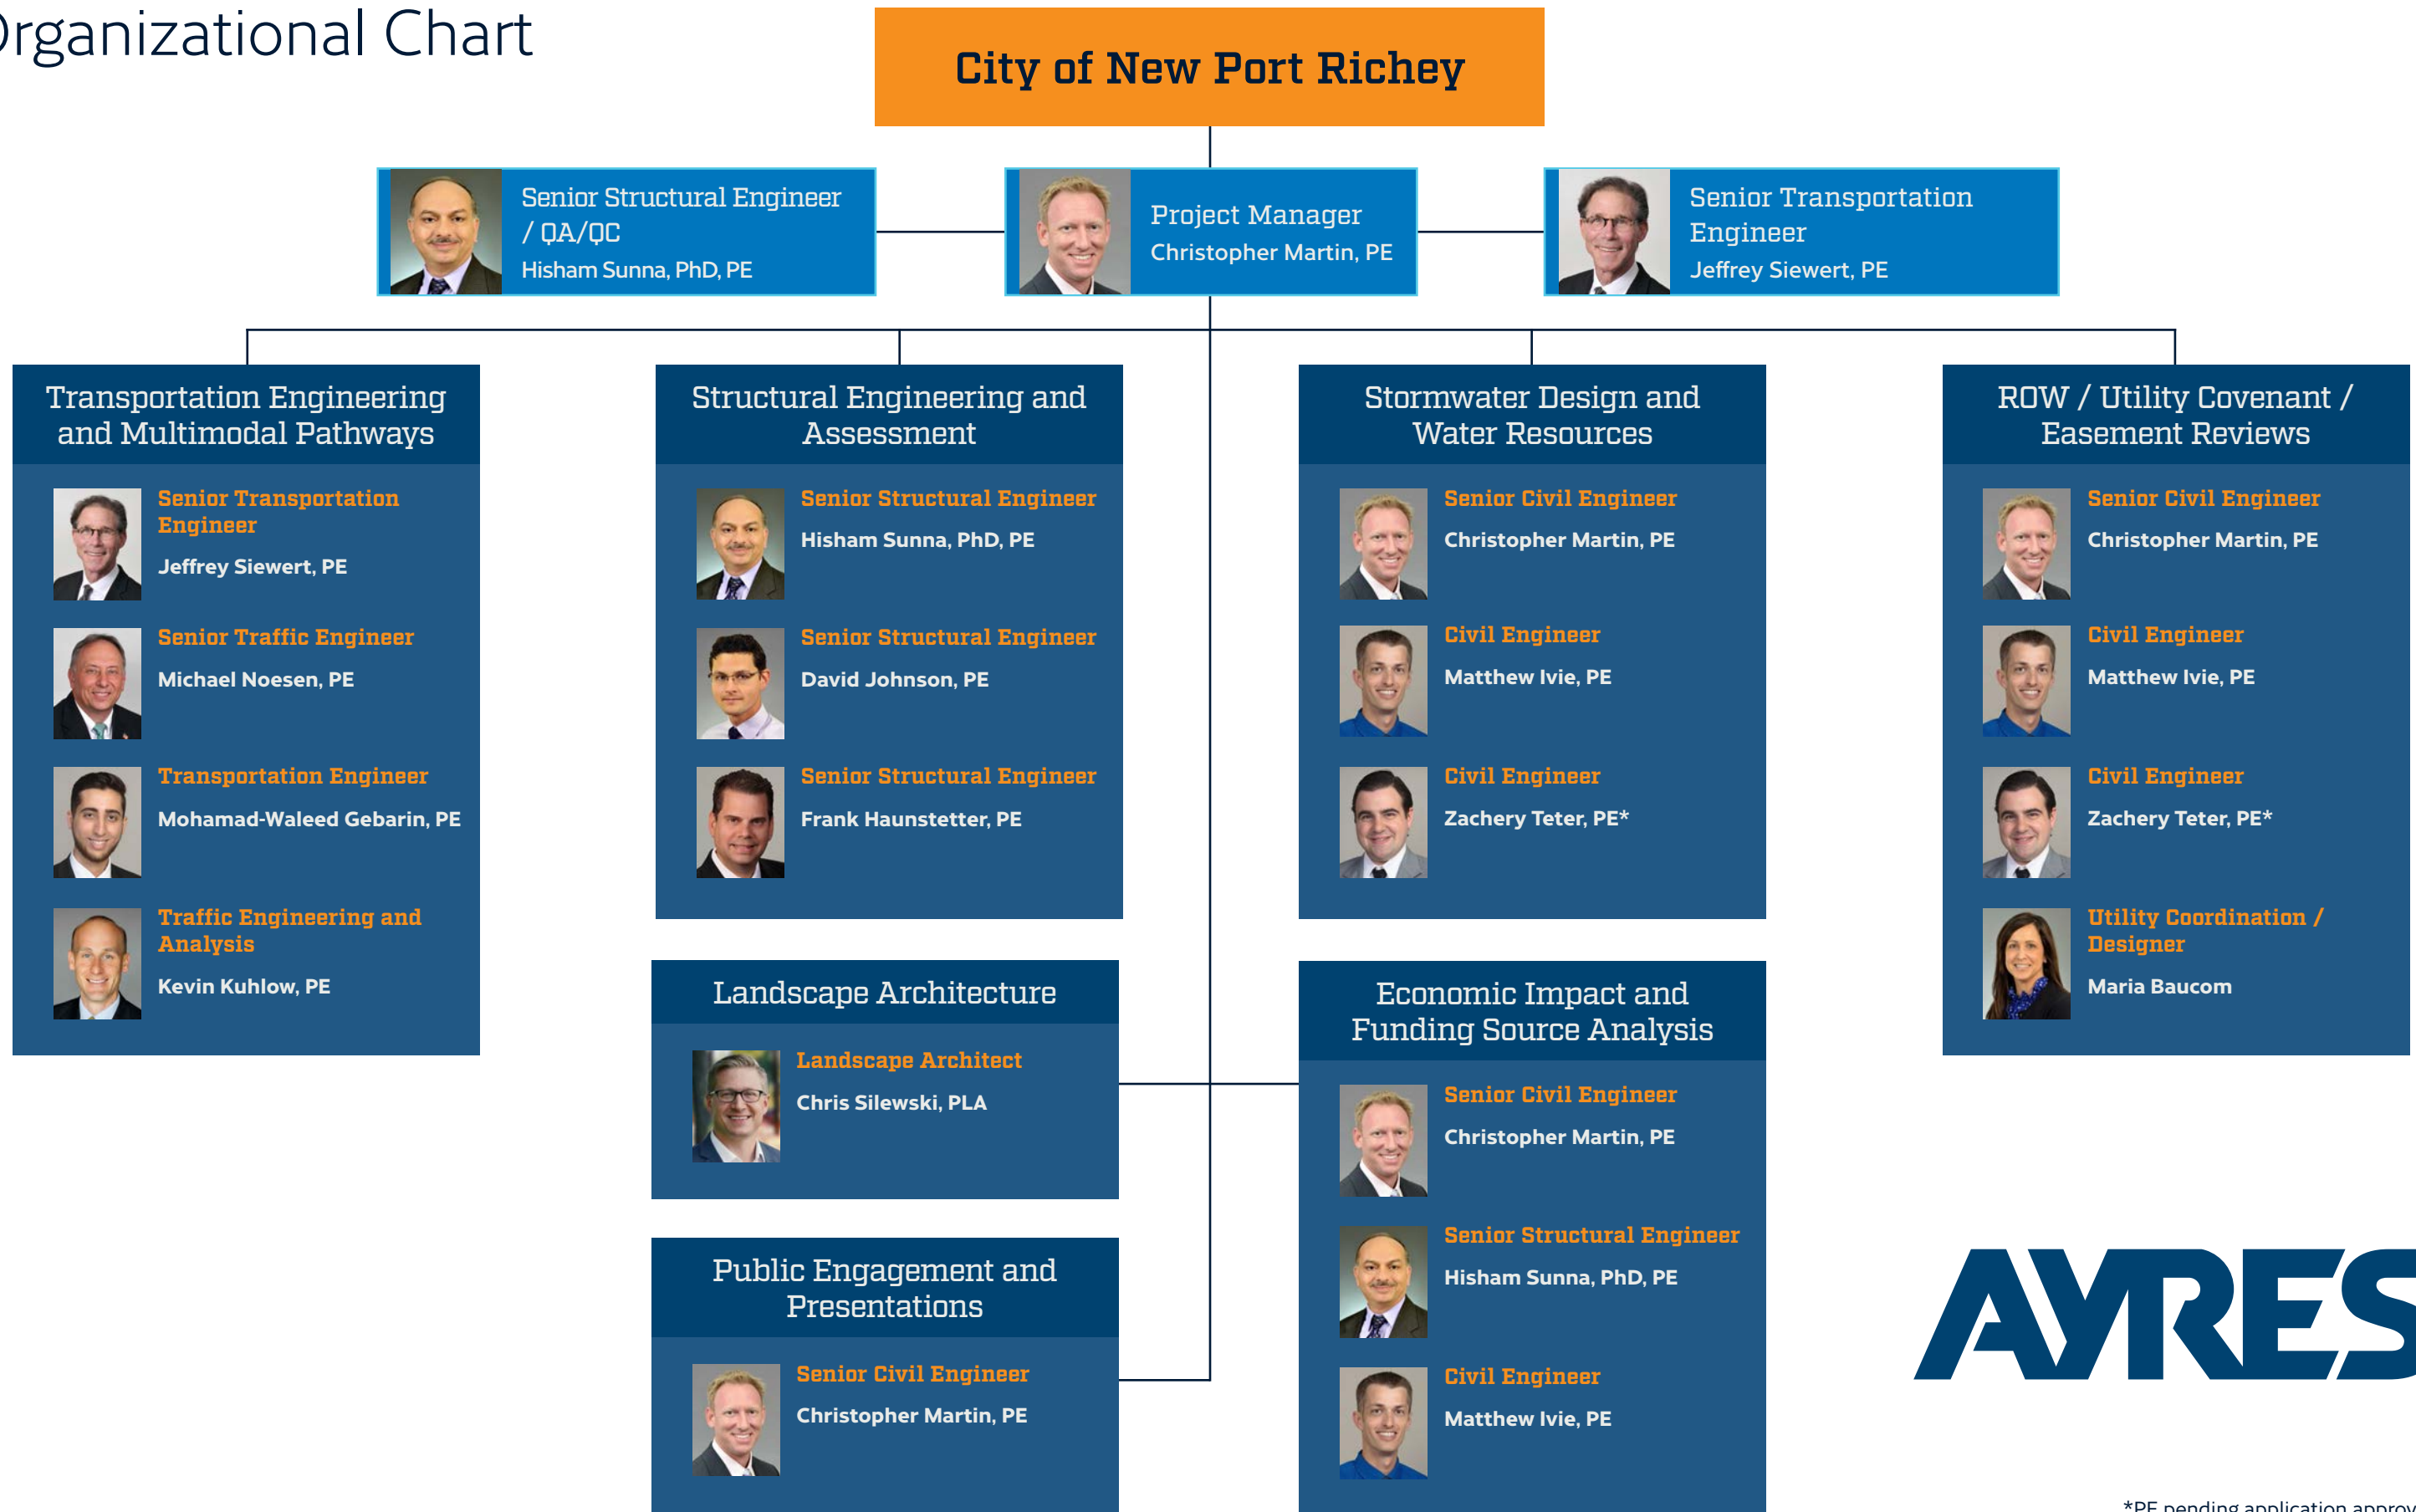 Organizational Chart
City of New Port Richey
Senior Structural Engineer
/ QA/QC
Hisham Sunna, PhD, PE
Project Manager
Christopher Martin, PE
Senior Transportation
Engineer
Jeffrey Siewert, PE
Transportation Engineering
and Multimodal Pathways
Senior Transportation
Engineer
Jeffrey Siewert, PE
Senior Traffic Engineer
Michael Noesen, PE
Transportation Engineer
Mohamad-Waleed Gebarin, PE
Traffic Engineering and
Analysis
Kevin Kuhlow, PE
Structural Engineering and
Assessment
Senior Structural Engineer
Hisham Sunna, PhD, PE
Senior Structural Engineer
David Johnson, PE
Senior Structural Engineer
Frank Haunstetter, PE
Stormwater Design and
Water Resources
Senior Civil Engineer
Christopher Martin, PE
Civil Engineer
Matthew Ivie, PE
Civil Engineer
Zachery Teter, PE*
ROW / Utility Covenant /
Easement Reviews
Senior Civil Engineer
Christopher Martin, PE
Civil Engineer
Matthew Ivie, PE
Civil Engineer
Zachery Teter, PE*
Utility Coordination /
Designer
Maria Baucom
Landscape Architecture
Landscape Architect
Chris Silewski, PLA
Economic Impact and
Funding Source Analysis
Senior Civil Engineer
Christopher Martin, PE
Senior Structural Engineer
Hisham Sunna, PhD, PE
Civil Engineer
Matthew Ivie, PE
Public Engagement and
Presentations
Senior Civil Engineer
Christopher Martin, PE
AYRES
*PE pending application approv